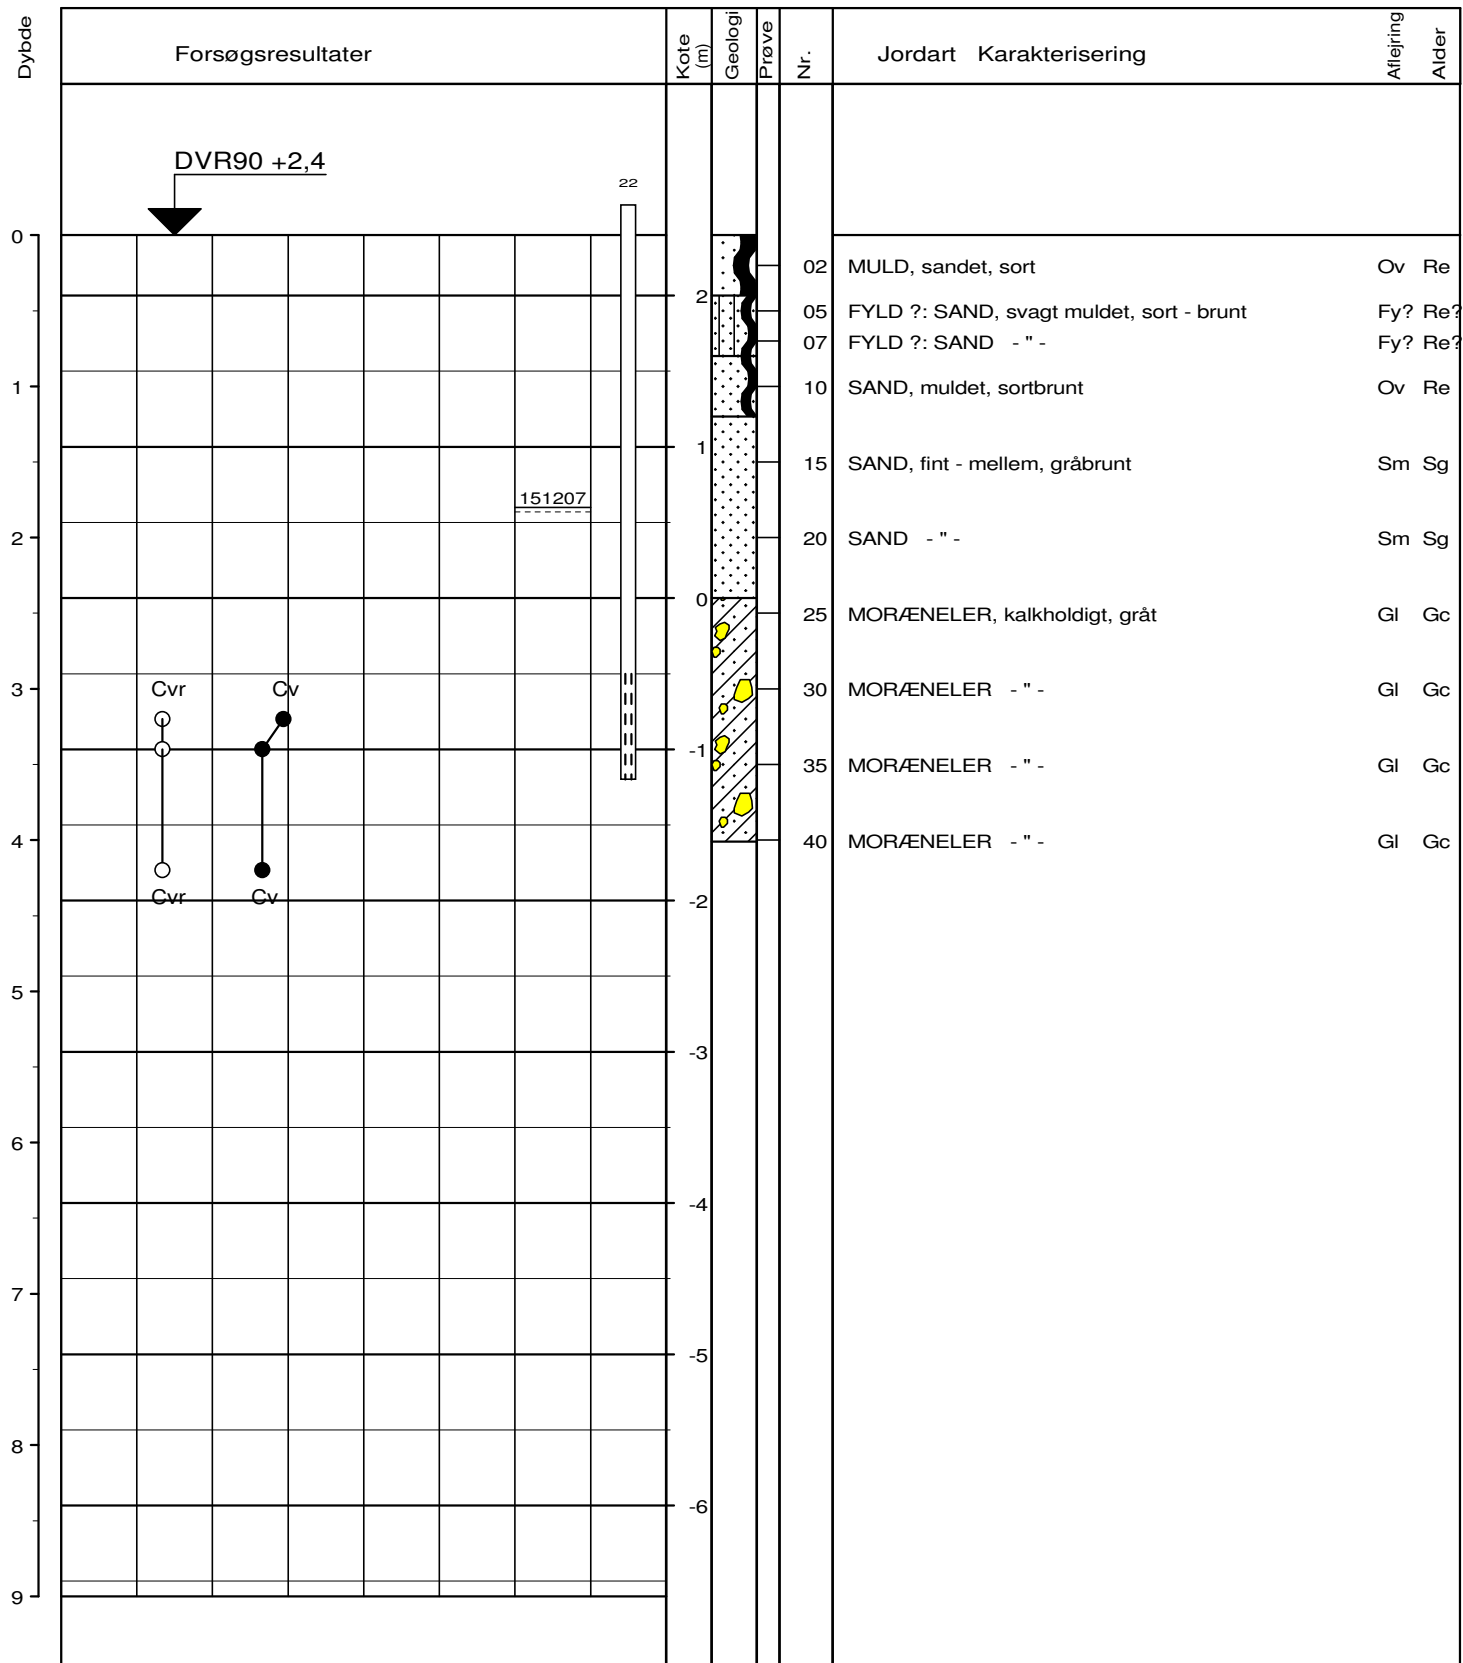 Dybde Forsøgsresultater Kote (m) Geologi Prøve Nr. Jordart Karakterisering Aflejring Alder
DVR90 +2,4
22
0
02 MULD, sandet, sort Ov Re
2
05 FYLD ?: SAND, svagt muldet, sort - brunt Fy? Re?
07 FYLD ?: SAND - " - Fy? Re?
1 10 SAND, muldet, sortbrunt Ov Re
1
15 SAND, fint - mellem, gråbrunt Sm Sg
151207
2 20 SAND - " - Sm Sg
0
25 MORÆNELER, kalkholdigt, gråt Gl Gc
3 Cvr Cv 30 MORÆNELER - " - Gl Gc
-1
35 MORÆNELER - " - Gl Gc
4 40 MORÆNELER - " - Gl Gc
Cvr Cv
-2
5
-3
6
-4
7
-5
8
-6
9